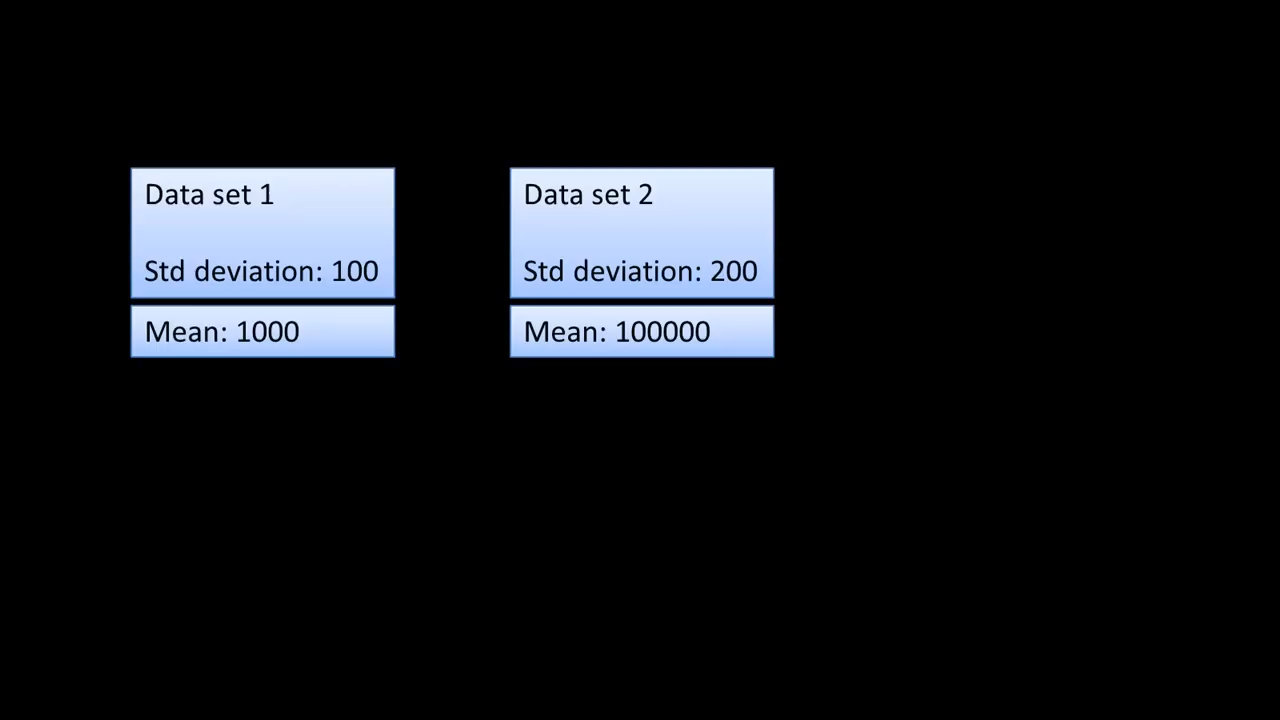 Data set 1
Std deviation: 100
Mean: 1000
Data set 2
Std deviation: 200
Mean: 100000